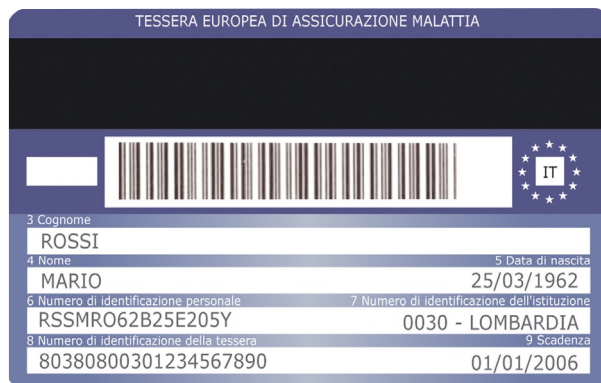 TESSERA EUROPEA DI ASSICURAZIONE MALATTIA
IT
3 Cognome
ROSSI
4 Nome 5 Data di nascita
MARIO 25/03/1962
6 Numero di identificazione personale 7 Numero di identificazione dell'istituzione
RSSMRO62B25E205Y 0030 - LOMBARDIA
8 Numero di identificazione della tessera 9 Scadenza
80380800301234567890 01/01/2006